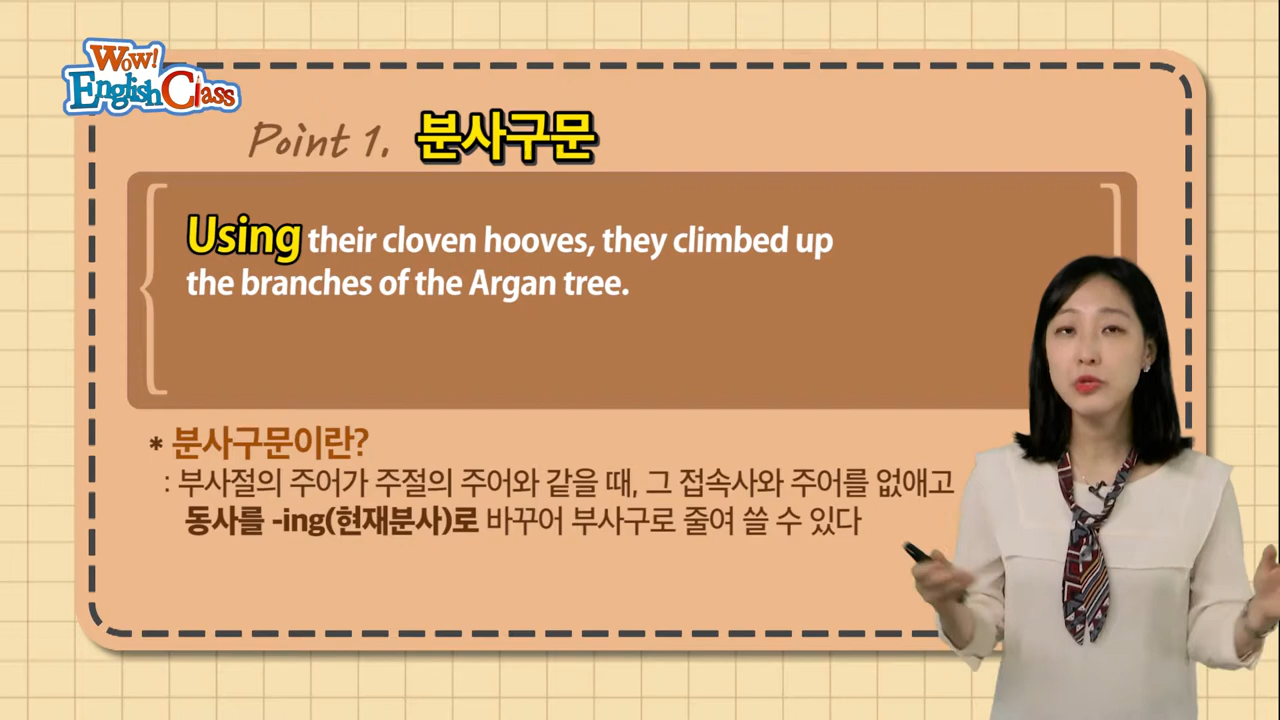 Wow!
English Class
Point 1. 분사구문
Using their cloven hooves, they climbed up
the branches of the Argan tree.
* 분사구문이란?
: 부사절의 주어가 주절의 주어와 같을 때, 그 접속사와 주어를 없애고
동사를 -ing(현재분사)로 바꾸어 부사구로 줄여 쓸 수 있다